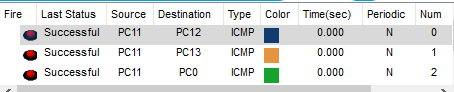 Fire Last Status Source Destination Type Color Time(sec) Periodic Num
Successful PC11 PC12 ICMP 0.000 N 0
Successful PC11 PC13 ICMP 0.000 N 1
Successful PC11 PC0 ICMP 0.000 N 2